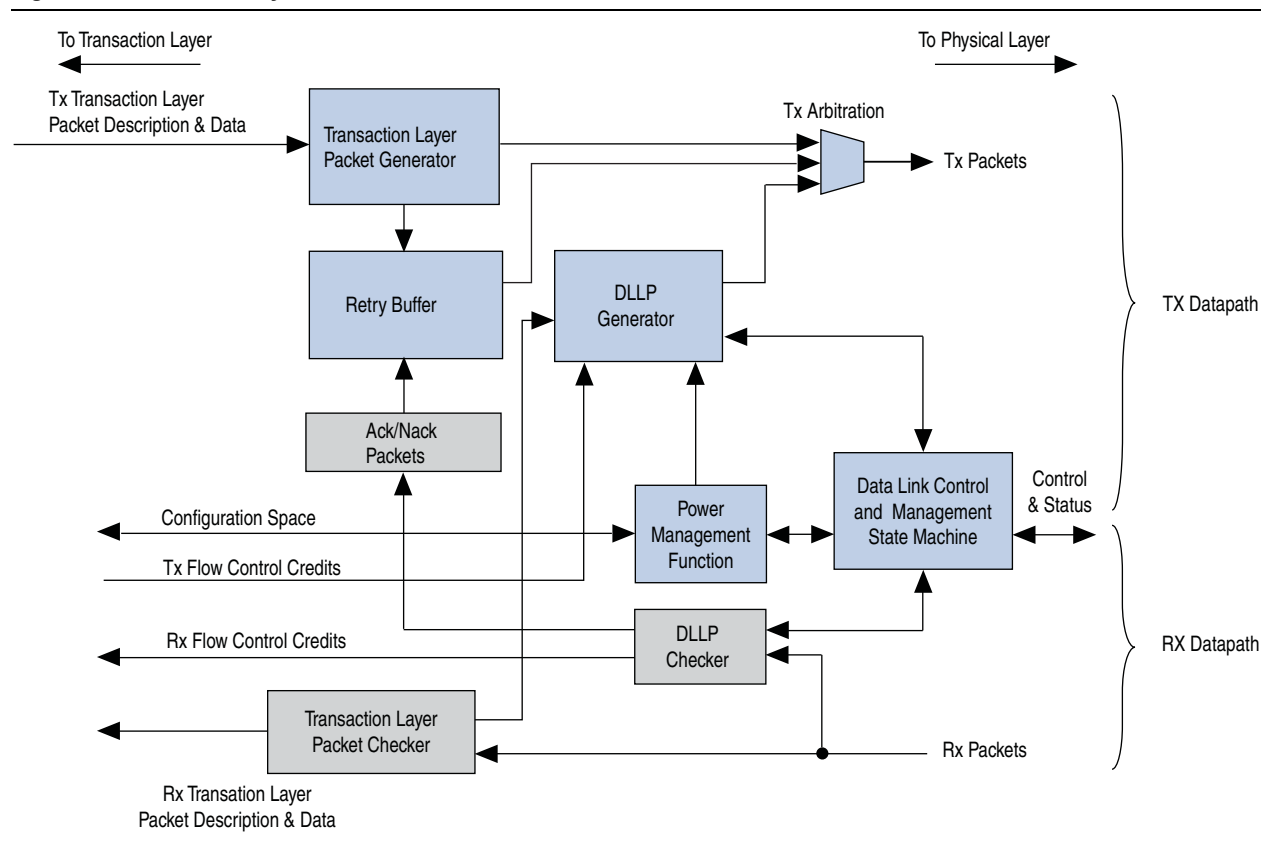 To Transaction Layer
To Physical Layer
Tx Transaction Layer
Packet Description & Data
Transaction Layer
Packet Generator
Tx Arbitration
Tx Packets
Retry Buffer
DLLP
Generator
TX Datapath
Ack/Nack
Packets
Configuration Space
Power
Management
Function
Data Link Control
and Management
State Machine
Control
& Status
Tx Flow Control Credits
Rx Flow Control Credits
DLLP
Checker
RX Datapath
Transaction Layer
Packet Checker
Rx Packets
Rx Transation Layer
Packet Description & Data